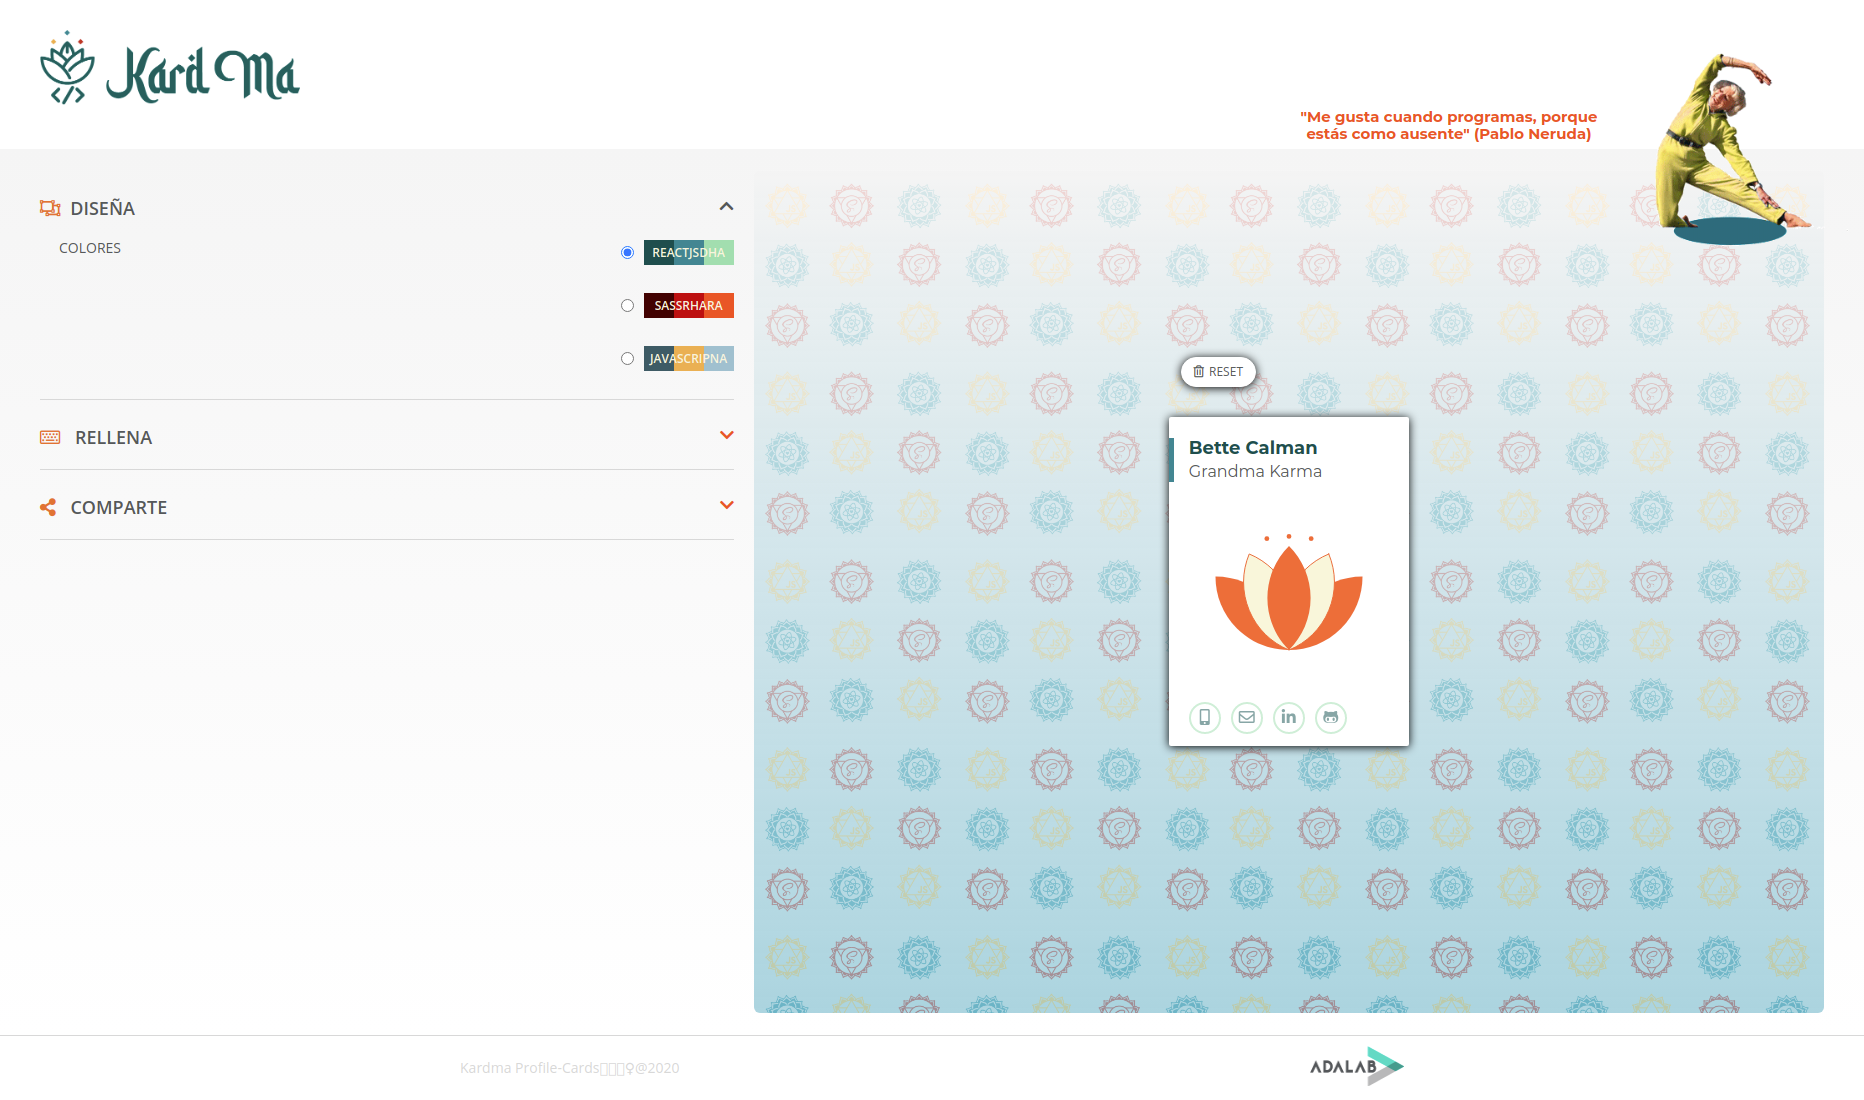 Kard Ma
"Me gusta cuando programas, porque
estás como ausente" (Pablo Neruda)
DISEÑA
COLORES
REACTJSDHA
SASSRHARA
JAVASCRIPNA
RELLENA
COMPARTE
RESET
Bette Calman
Grandma Karma
in
Kardma Profile-Cards♀@2020
ADALAB